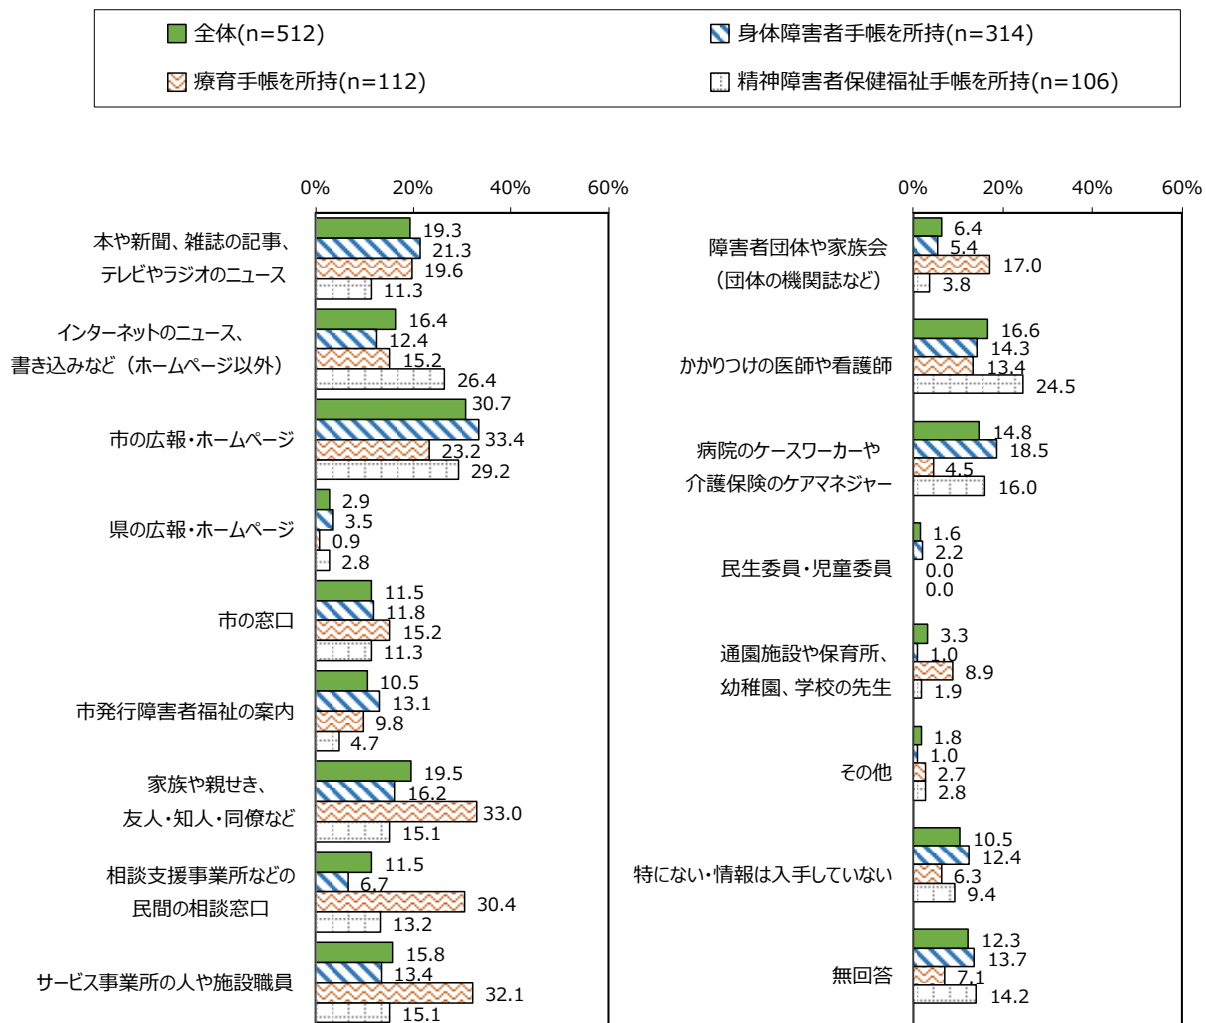 全体(n=512)
身体障害者手帳を所持(n=314)
療育手帳を所持(n=112)
精神障害者保健福祉手帳を所持(n=106)
0% 20% 40% 60%
本や新聞、雑誌の記事、
テレビやラジオのニュース
19.3
21.3
19.6
11.3
インターネットのニュース、
書き込みなど（ホームページ以外）
16.4
12.4
15.2
26.4
市の広報・ホームページ
30.7
33.4
23.2
29.2
県の広報・ホームページ
2.9
3.5
0.9
2.8
市の窓口
11.5
11.8
15.2
11.3
市発行障害者福祉の案内
10.5
13.1
9.8
4.7
家族や親せき、
友人・知人・同僚など
19.5
16.2
33.0
15.1
相談支援事業所などの
民間の相談窓口
11.5
6.7
30.4
13.2
サービス事業所の人や施設職員
15.8
13.4
32.1
15.1
0% 20% 40% 60%
障害者団体や家族会
（団体の機関誌など）
6.4
5.4
17.0
3.8
かかりつけの医師や看護師
16.6
14.3
13.4
24.5
病院のケースワーカーや
介護保険のケアマネジャー
14.8
18.5
4.5
16.0
民生委員・児童委員
1.6
2.2
0.0
0.0
通園施設や保育所、
幼稚園、学校の先生
3.3
1.0
8.9
1.9
その他
1.8
1.0
2.7
2.8
特にない・情報は入手していない
10.5
12.4
6.3
9.4
無回答
12.3
13.7
7.1
14.2